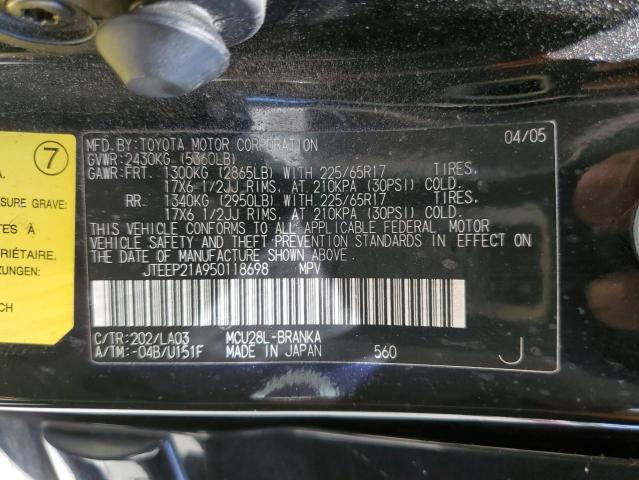 MFD.BY:TOYOTA MOTOR CORPORATION 04/05
GVWR:2430KG (5360LB)
GAWR:FRT. 1300KG (2865LB) WITH 225/65R17 TIRES,
17X6 1/2JJ RIMS, AT 210KPA (30PSI) COLD.
RR. 1340KG (2950LB) WITH 225/65R17 TIRES,
17X6 1/2JJ RIMS, AT 210KPA (30PSI) COLD.
THIS VEHICLE CONFORMS TO ALL APPLICABLE FEDERAL MOTOR
VEHICLE SAFETY AND THEFT PREVENTION STANDARDS IN EFFECT ON
THE DATE OF MANUFACTURE SHOWN ABOVE.
JTEEP21A950118698 MPV
C/TR:202/LA03 MCU28L-BRANKA
A/TM:-04B/U151F MADE IN JAPAN 560 J
7
A.
SURE GRAVE:
TES À
RIÉTAIRE.
ZUNGEN:
CH